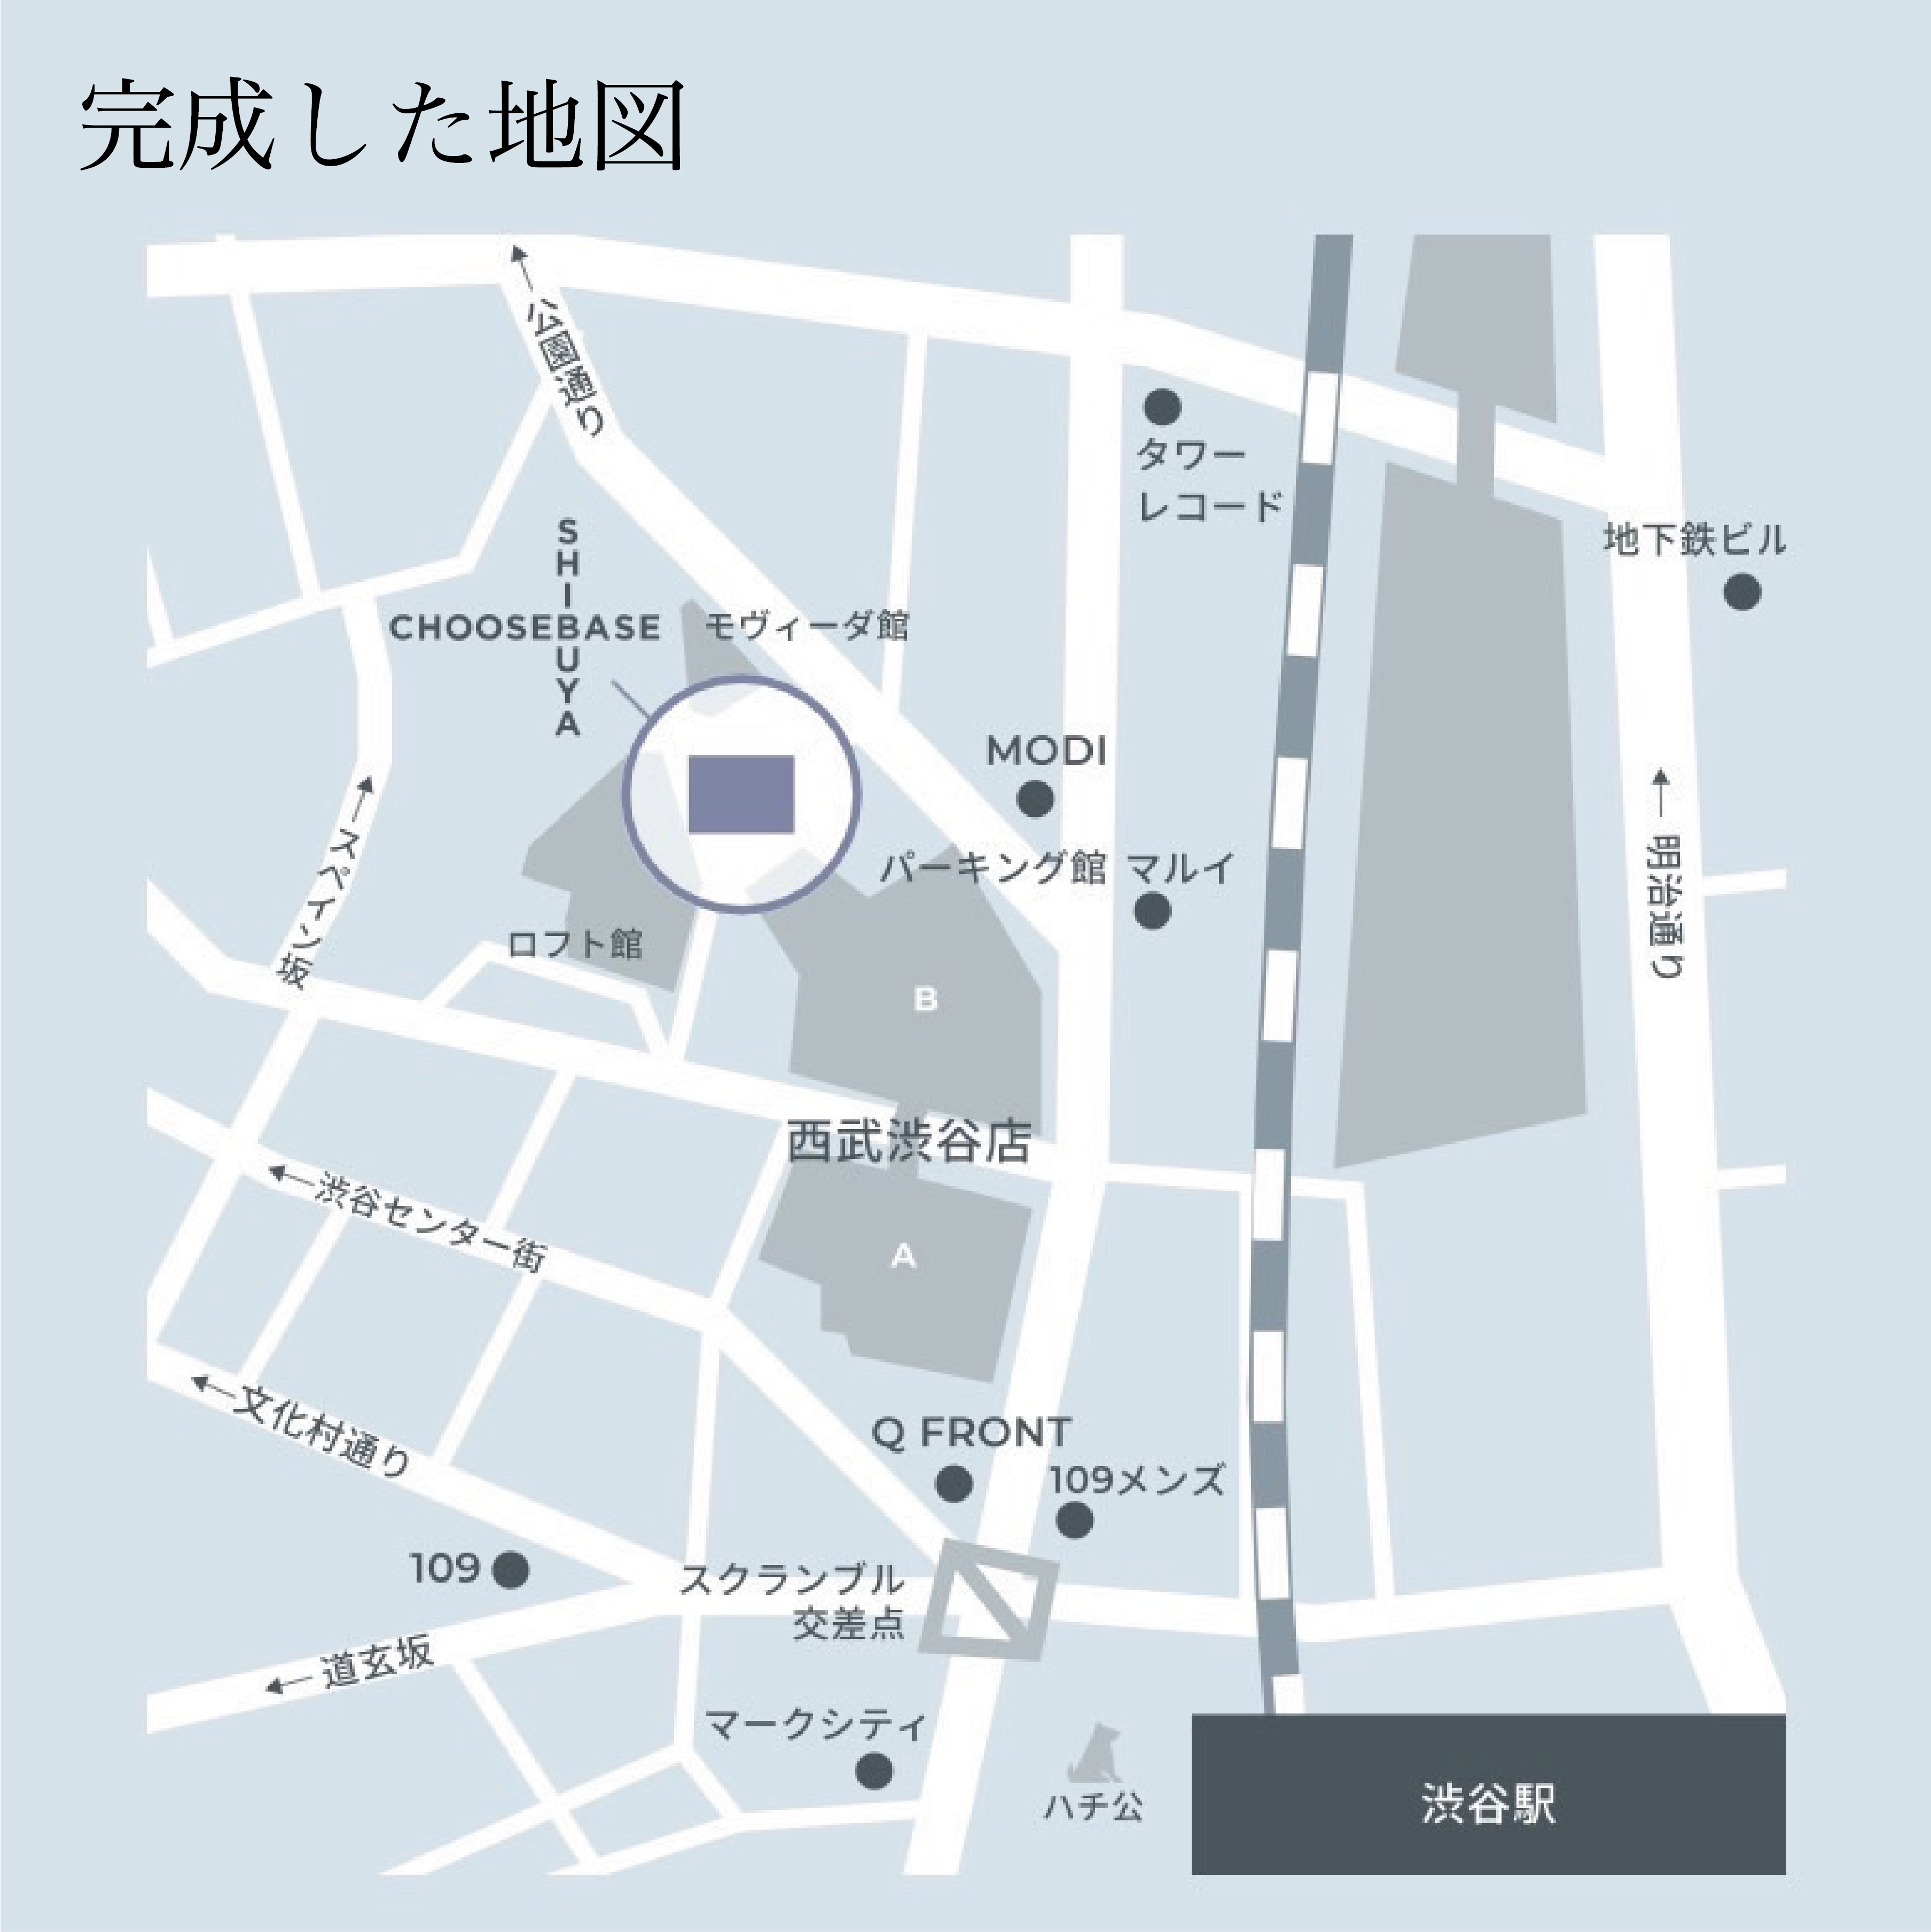 完成した地図
←公園通り
タワー
レコード
地下鉄ビル
SHIBUYA
CHOOSEBASE
モヴィーダ館
MODI
パーキング館
マルイ
←明治通り
←スペイン坂
ロフト館
B
西武渋谷店
←渋谷センター街
A
←文化村通り
Q FRONT
109メンズ
109
スクランブル
交差点
←道玄坂
マークシティ
ハチ公
渋谷駅